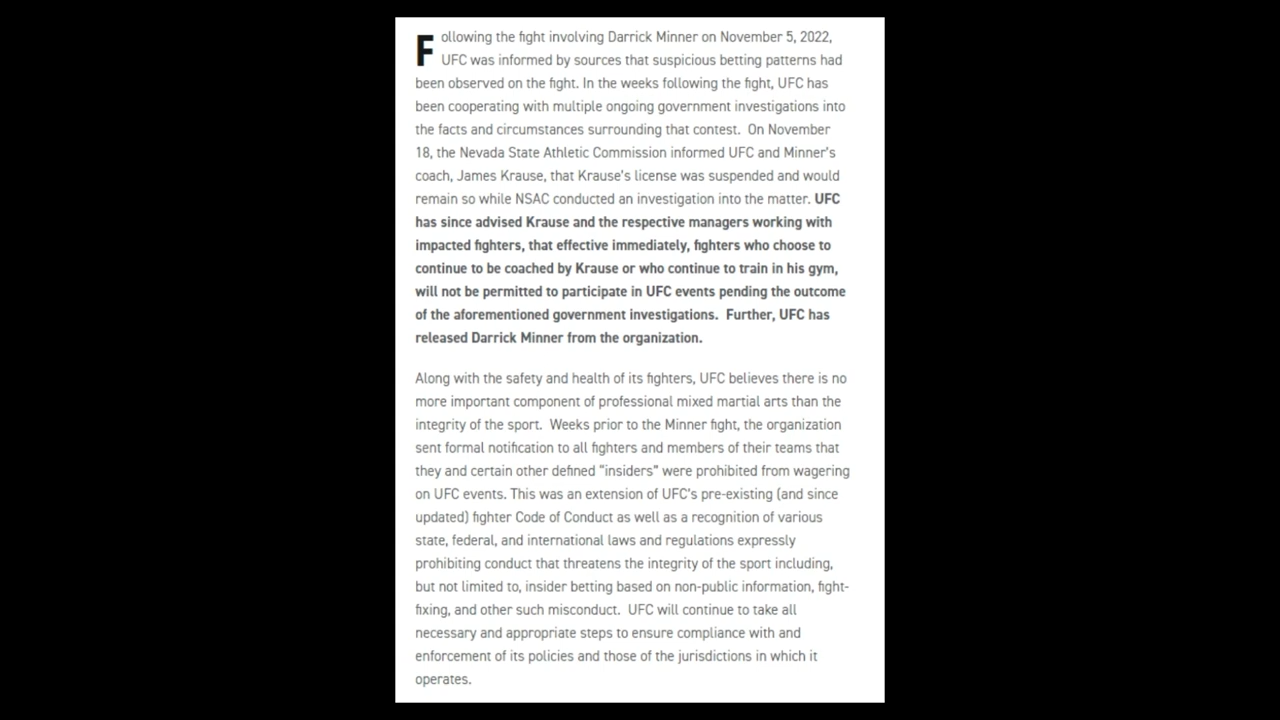 Following the fight involving Darrick Minner on November 5, 2022,
UFC was informed by sources that suspicious betting patterns had
been observed on the fight. In the weeks following the fight, UFC has
been cooperating with multiple ongoing government investigations into
the facts and circumstances surrounding that contest.  On November
18, the Nevada State Athletic Commission informed UFC and Minner's
coach, James Krause, that Krause's license was suspended and would
remain so while NSAC conducted an investigation into the matter. UFC
has since advised Krause and the respective managers working with
impacted fighters, that effective immediately, fighters who choose to
continue to be coached by Krause or who continue to train in his gym,
will not be permitted to participate in UFC events pending the outcome
of the aforementioned government investigations.  Further, UFC has
released Darrick Minner from the organization.
Along with the safety and health of its fighters, UFC believes there is no
more important component of professional mixed martial arts than the
integrity of the sport.  Weeks prior to the Minner fight, the organization
sent formal notification to all fighters and members of their teams that
they and certain other defined “insiders” were prohibited from wagering
on UFC events. This was an extension of UFC's pre-existing (and since
updated) fighter Code of Conduct as well as a recognition of various
state, federal, and international laws and regulations expressly
prohibiting conduct that threatens the integrity of the sport including,
but not limited to, insider betting based on non-public information, fight-
fixing, and other such misconduct.  UFC will continue to take all
necessary and appropriate steps to ensure compliance with and
enforcement of its policies and those of the jurisdictions in which it
operates.